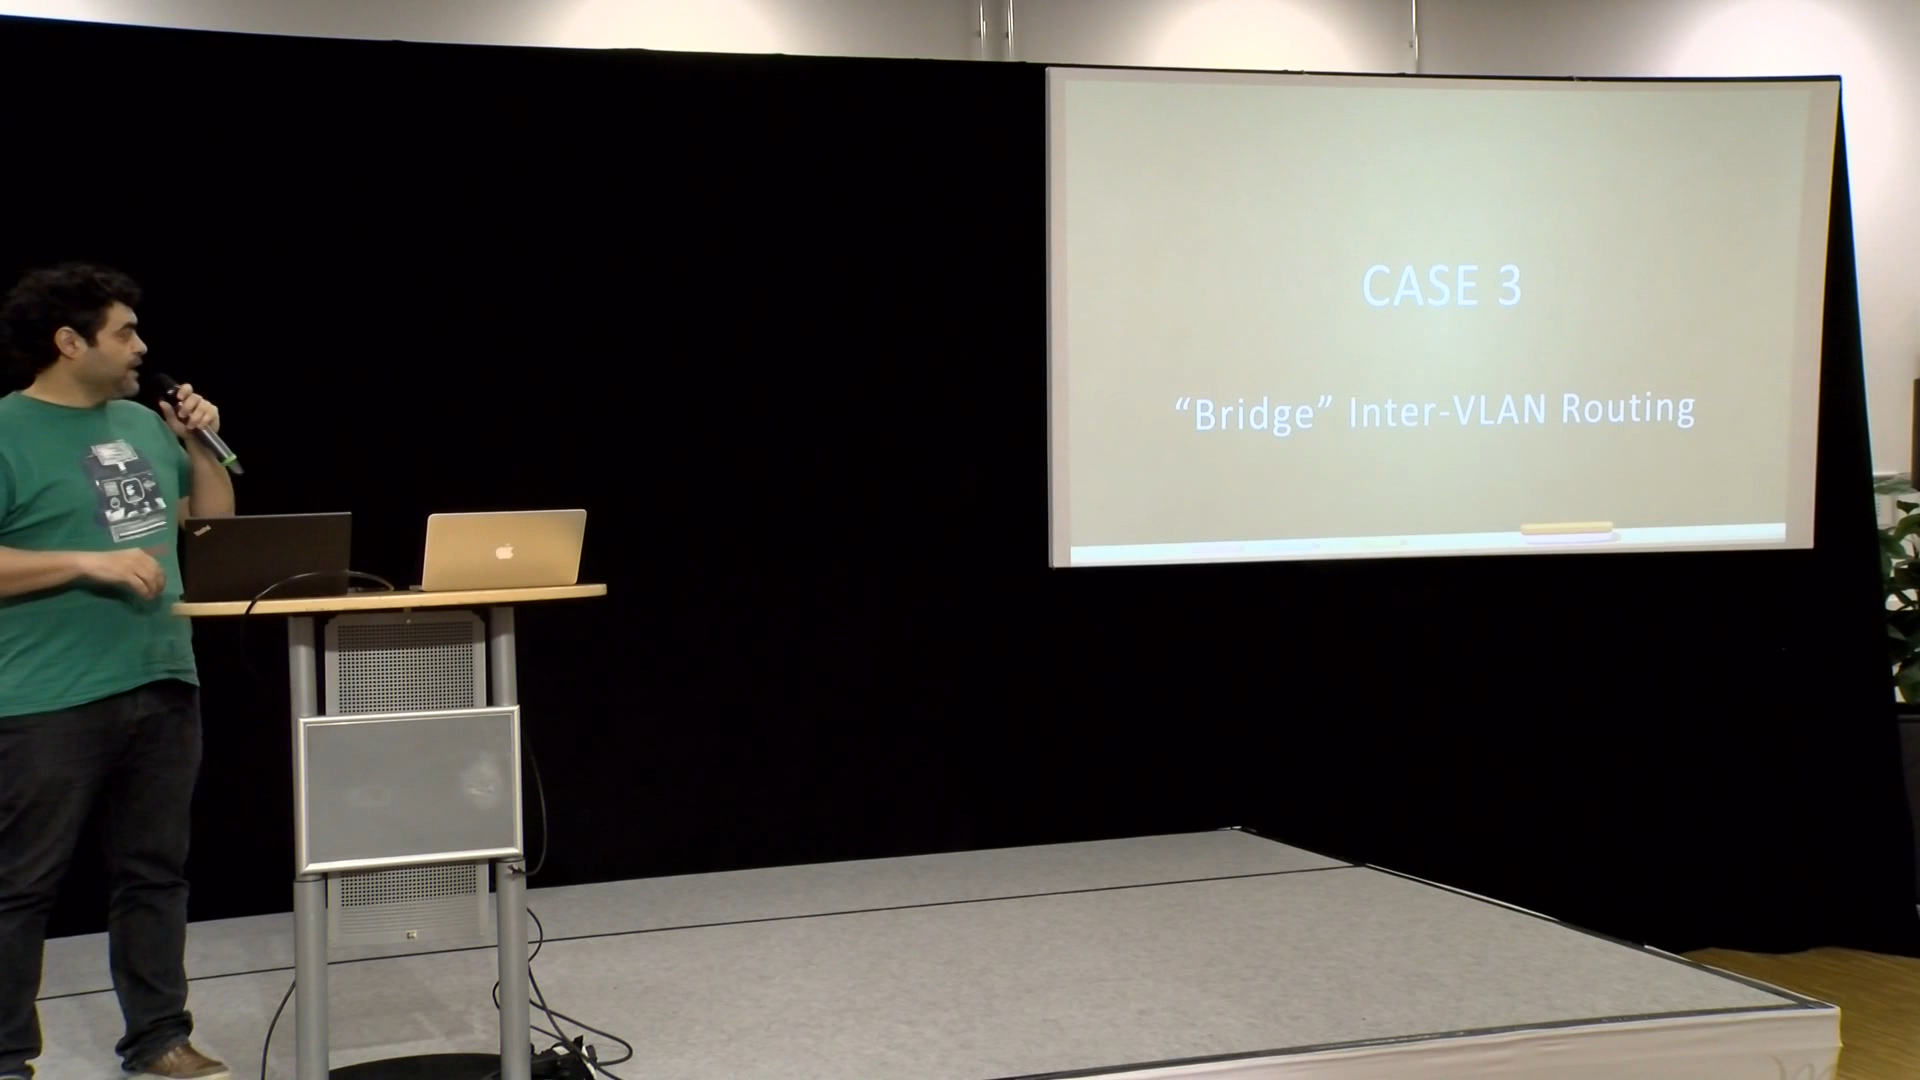 CASE 3
“Bridge” Inter-VLAN Routing